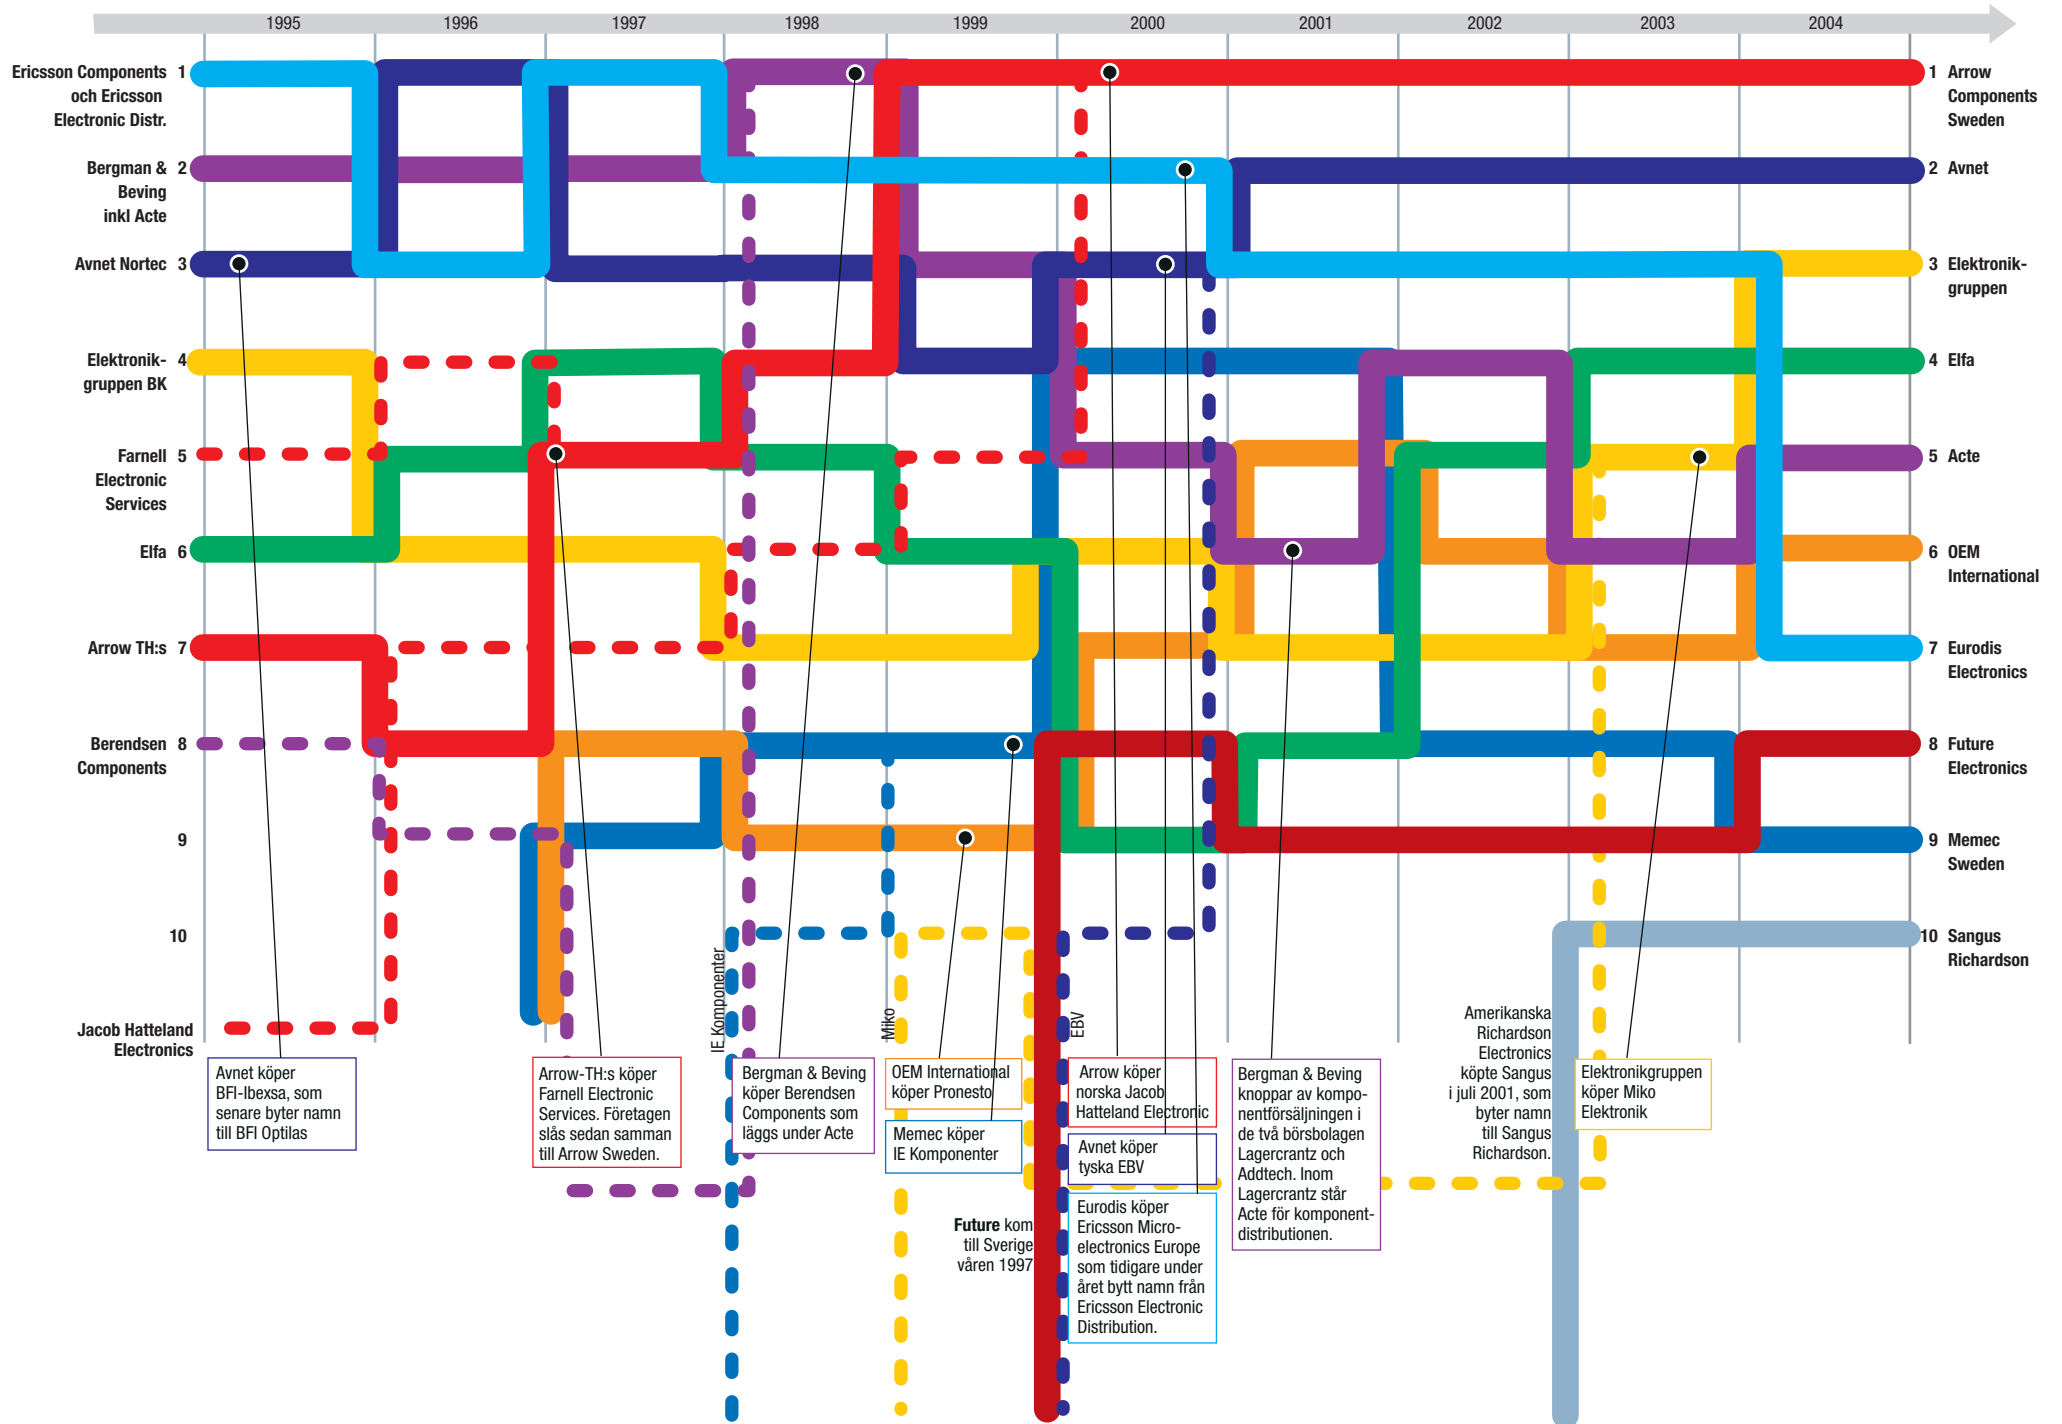 1995 1996 1997 1998 1999 2000 2001 2002 2003 2004
Ericsson Components 1
och Ericsson
Electronic Distr.
Bergman & 2
Beving
inkl Acte
Avnet Nortec 3
Elektronik- 4
gruppen BK
Farnell 5
Electronic
Services
Elfa 6
Arrow TH:s 7
Berendsen 8
Components
9
10
Jacob Hatteland
Electronics
1 Arrow
Components
Sweden
2 Avnet
3 Elektronik-
gruppen
4 Elfa
5 Acte
6 OEM
International
7 Eurodis
Electronics
8 Future
Electronics
9 Memec
Sweden
10 Sangus
Richardson
IE Komponenter
Miko
EBV
Avnet köper
BFI-Ibexsa, som
senare byter namn
till BFI Optilas
Arrow-TH:s köper
Farnell Electronic
Services. Företagen
slås sedan samman
till Arrow Sweden.
Bergman & Beving
köper Berendsen
Components som
läggs under Acte
OEM International
köper Pronesto
Memec köper
IE Komponenter
Future kom
till Sverige
våren 1997
Arrow köper
norska Jacob
Hatteland Electronic
Avnet köper
tyska EBV
Eurodis köper
Ericsson Micro-
electronics Europe
som tidigare under
året bytt namn från
Ericsson Electronic
Distribution.
Bergman & Beving
knoppar av kompo-
nentförsäljningen i
de två börsbolagen
Lagercrantz och
Addtech. Inom
Lagercrantz står
Acte för komponent-
distributionen.
Amerikanska
Richardson
Electronics
köpte Sangus
i juli 2001, som
byter namn
till Sangus
Richardson.
Elektronikgruppen
köper Miko
Elektronik